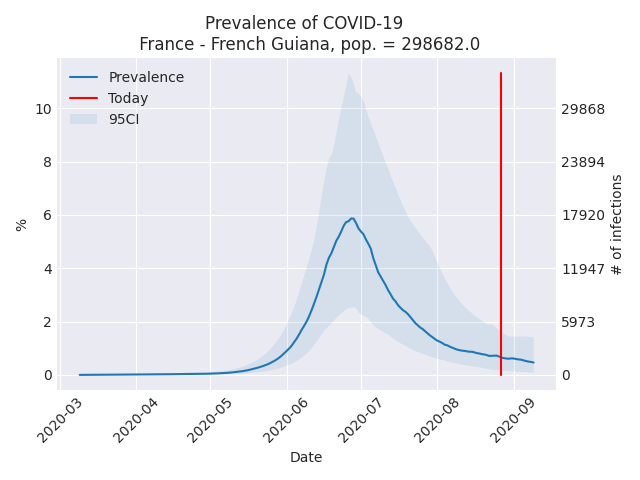 Prevalence of COVID-19
France - French Guiana, pop. = 298682.0
Prevalence
Today
95CI
10
8
6
4
2
0
%
29868
23894
17920
11947
5973
0
# of infections
2020-03
2020-04
2020-05
2020-06
2020-07
2020-08
2020-09
Date